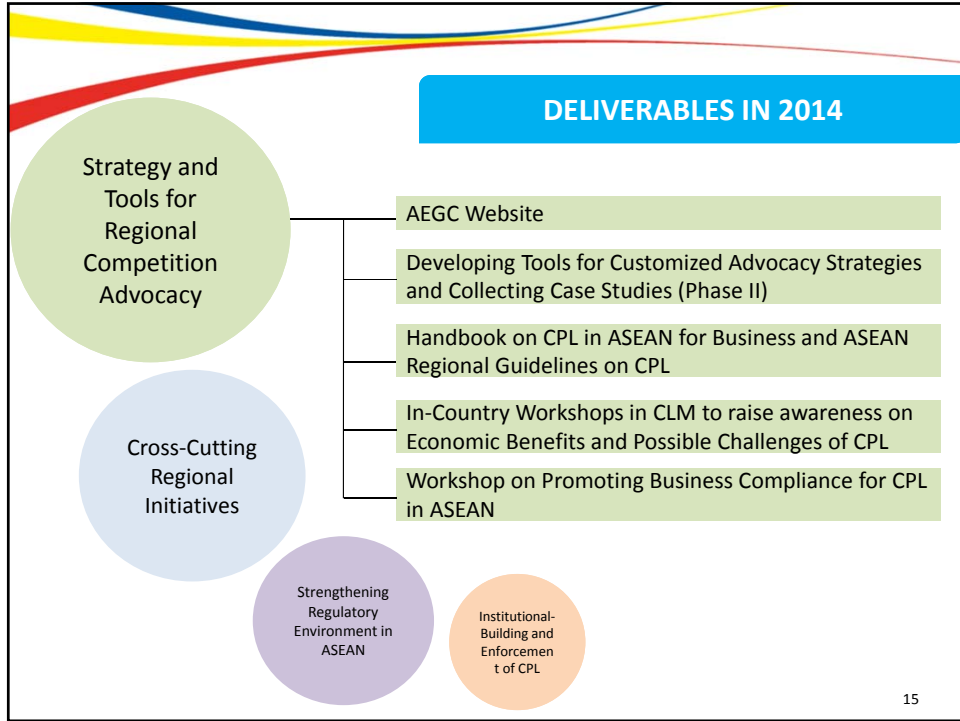 DELIVERABLES IN 2014
Strategy and
Tools for
Regional
Competition
Advocacy
AEGC Website
Developing Tools for Customized Advocacy Strategies
and Collecting Case Studies (Phase II)
Handbook on CPL in ASEAN for Business and ASEAN
Regional Guidelines on CPL
In-Country Workshops in CLM to raise awareness on
Economic Benefits and Possible Challenges of CPL
Workshop on Promoting Business Compliance for CPL
in ASEAN
Cross-Cutting
Regional
Initiatives
Strengthening
Regulatory
Environment in
ASEAN
Institutional-
Building and
Enforcemen
t of CPL
15